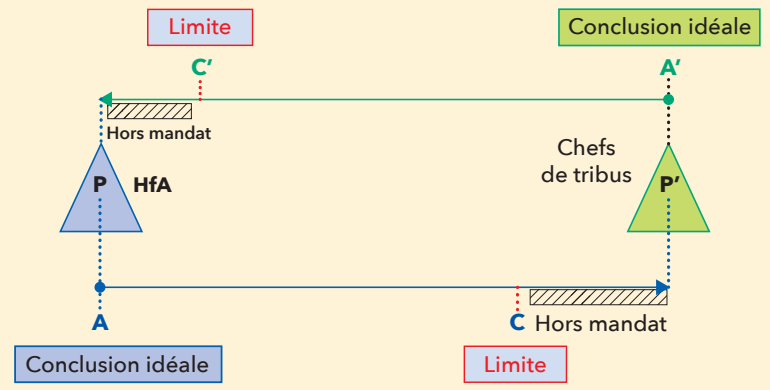 Limite
Conclusion idéale
C’
A’
Hors mandat
Chefs
de tribus
P
HfA
P’
A
C
Hors mandat
Conclusion idéale
Limite